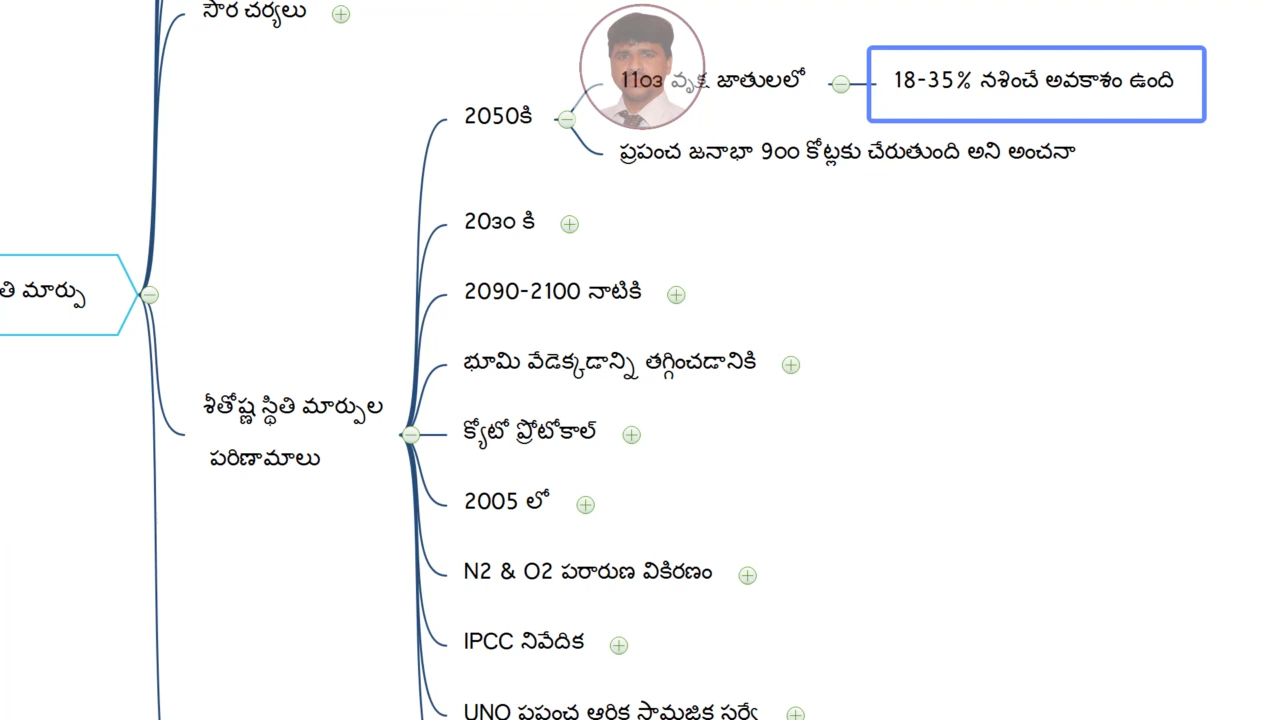 సౌర చర్యలు
1103 వృక్ష జాతులలో
18-35% నశించే అవకాశం ఉంది
2050కి
ప్రపంచ జనాభా 900 కోట్లకు చేరుతుంది అని అంచనా
2030 కి
తి మార్పు
2090-2100 నాటికి
భూమి వేడెక్కడాన్ని తగ్గించడానికి
శీతోష్ణ స్థితి మార్పుల
పరిణామాలు
క్యోటో ప్రోటోకాల్
2005 లో
N2 & O2 పరారుణ వికిరణం
IPCC నివేదిక
UNO ప్రపంచ ఆర్థిక సామజిక సర్వే